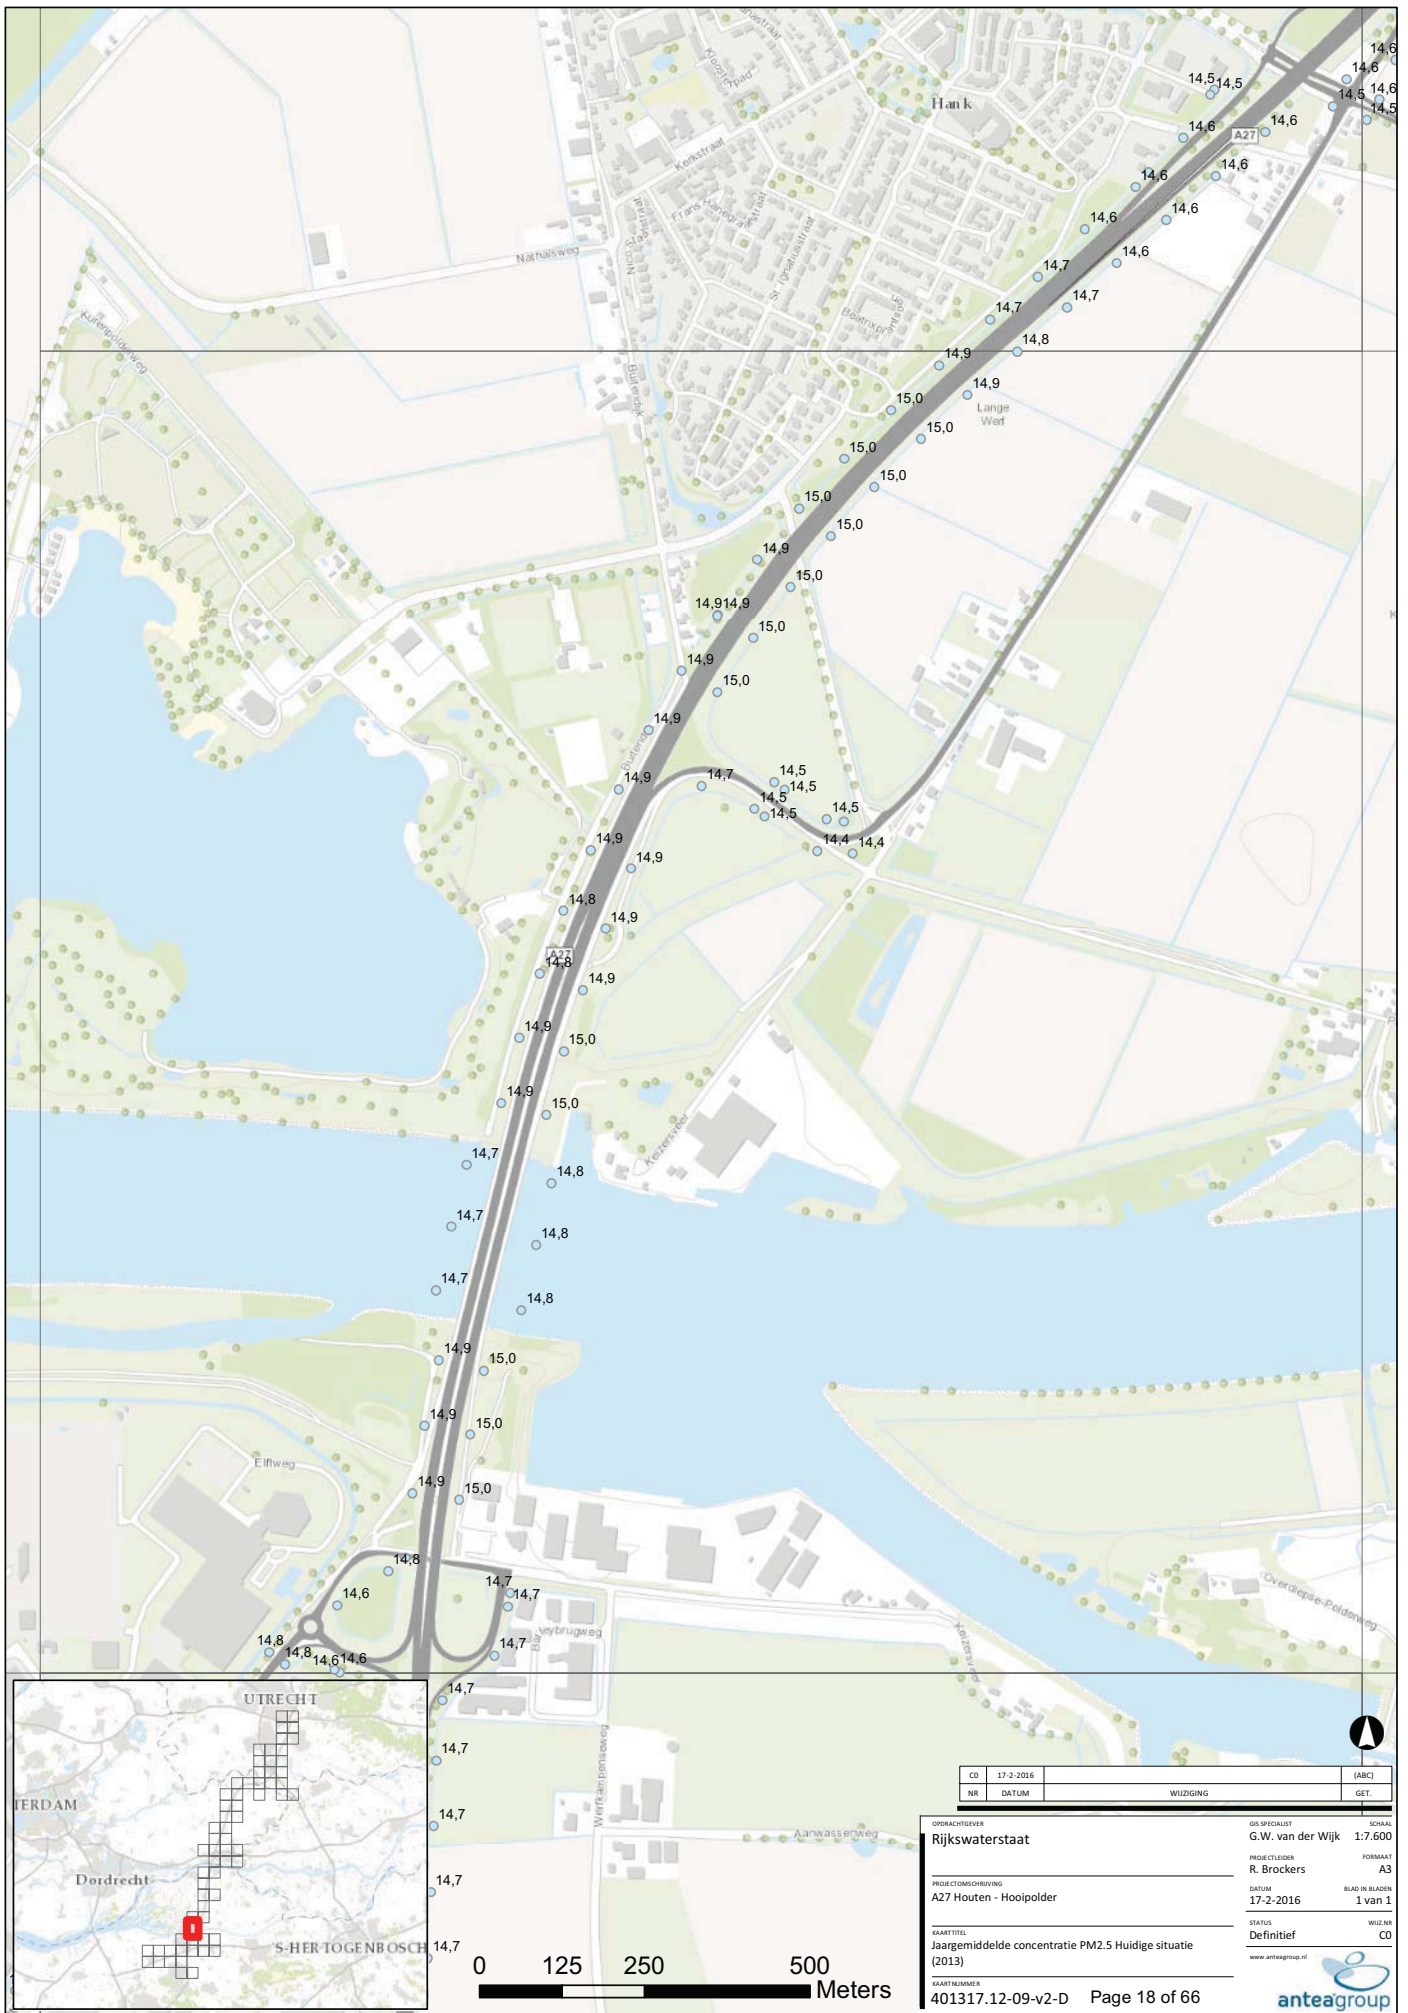 14,6
14,6
14,5
14,5
14,6
14,5
14,5
Hank
Kloosterpad
14,6
A27
14,6
Kerkstraat
14,6
14,6
Frans Hanegraafstraat
14,6
14,6
14,6
Nathalsweg
St. Ignatiusstraat
14,7
14,7
14,7
Kurenpolderweg
14,8
14,9
14,9
Buitendijk
Lange
Werf
15,0
15,0
15,0
15,0
15,0
15,0
14,9
15,0
14,9
14,9
15,0
14,9
15,0
14,9
14,9
14,7
14,5
14,5
14,5
14,5
14,5
14,4
14,4
14,9
14,9
14,8
14,9
A27
14,8
14,9
14,9
15,0
14,9
15,0
Keizersveer
14,7
14,8
14,7
14,8
14,7
14,8
14,9
15,0
14,9
15,0
Elftweg
14,9
15,0
14,8
14,7
14,7
14,6
Overdiepse-Polderweg
Keizersveer
14,8
14,8
14,6
14,6
14,7
14,7
14,7
Werfkampenseweg
14,7
Aanwassenweg
14,7
14,7
UTRECHT
TERDAM
Dordrecht
'S-HERTOGENBOSCH
0 125 250 500
Meters
C0 17-2-2016 (ABC)
NR DATUM WIJZIGING GET.
OPDRACHTGEVER
Rijkswaterstaat
GIS SPECIALIST SCHAAL
G.W. van der Wijk 1:7.600
PROJECTLEIDER FORMAAT
R. Brockers A3
PROJECTOMSCHRIJVING
A27 Houten - Hooipolder
DATUM BLAD IN BLADEN
17-2-2016 1 van 1
STATUS WIJZ.NR
Definitief C0
KAARTTITEL
Jaargemiddelde concentratie PM2.5 Huidige situatie
(2013)
www.anteagroup.nl
KAARTNUMMER
401317.12-09-v2-D Page 18 of 66
anteagroup